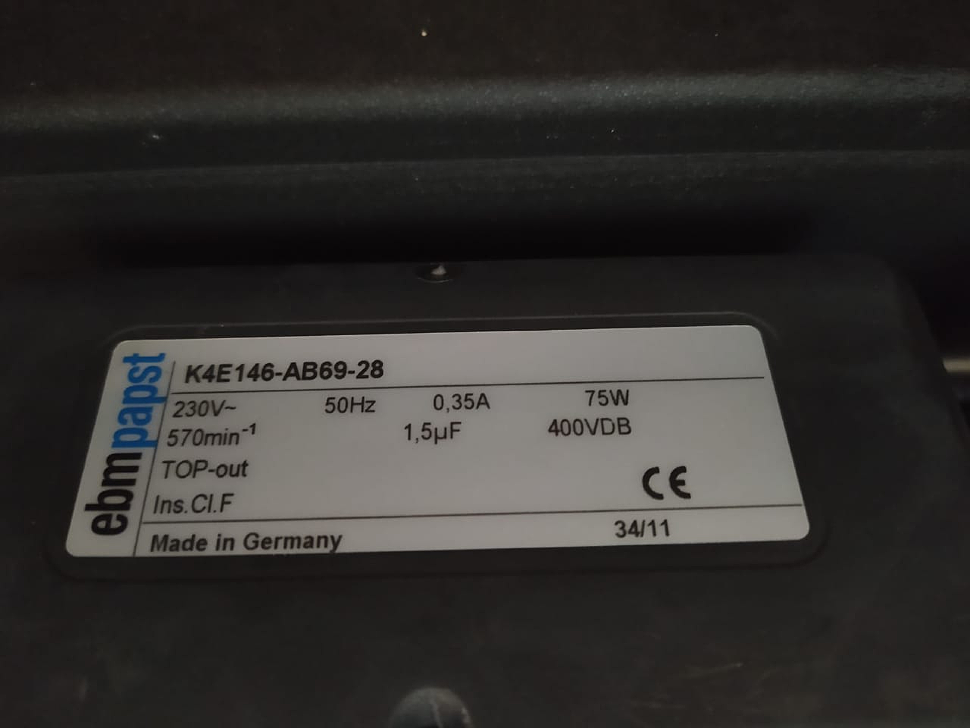 ebmpapst
K4E146-AB69-28
230V~ 50Hz 0,35A 75W
570min⁻¹ 1,5µF 400VDB
TOP-out
Ins.Cl.F
CE
Made in Germany 34/11